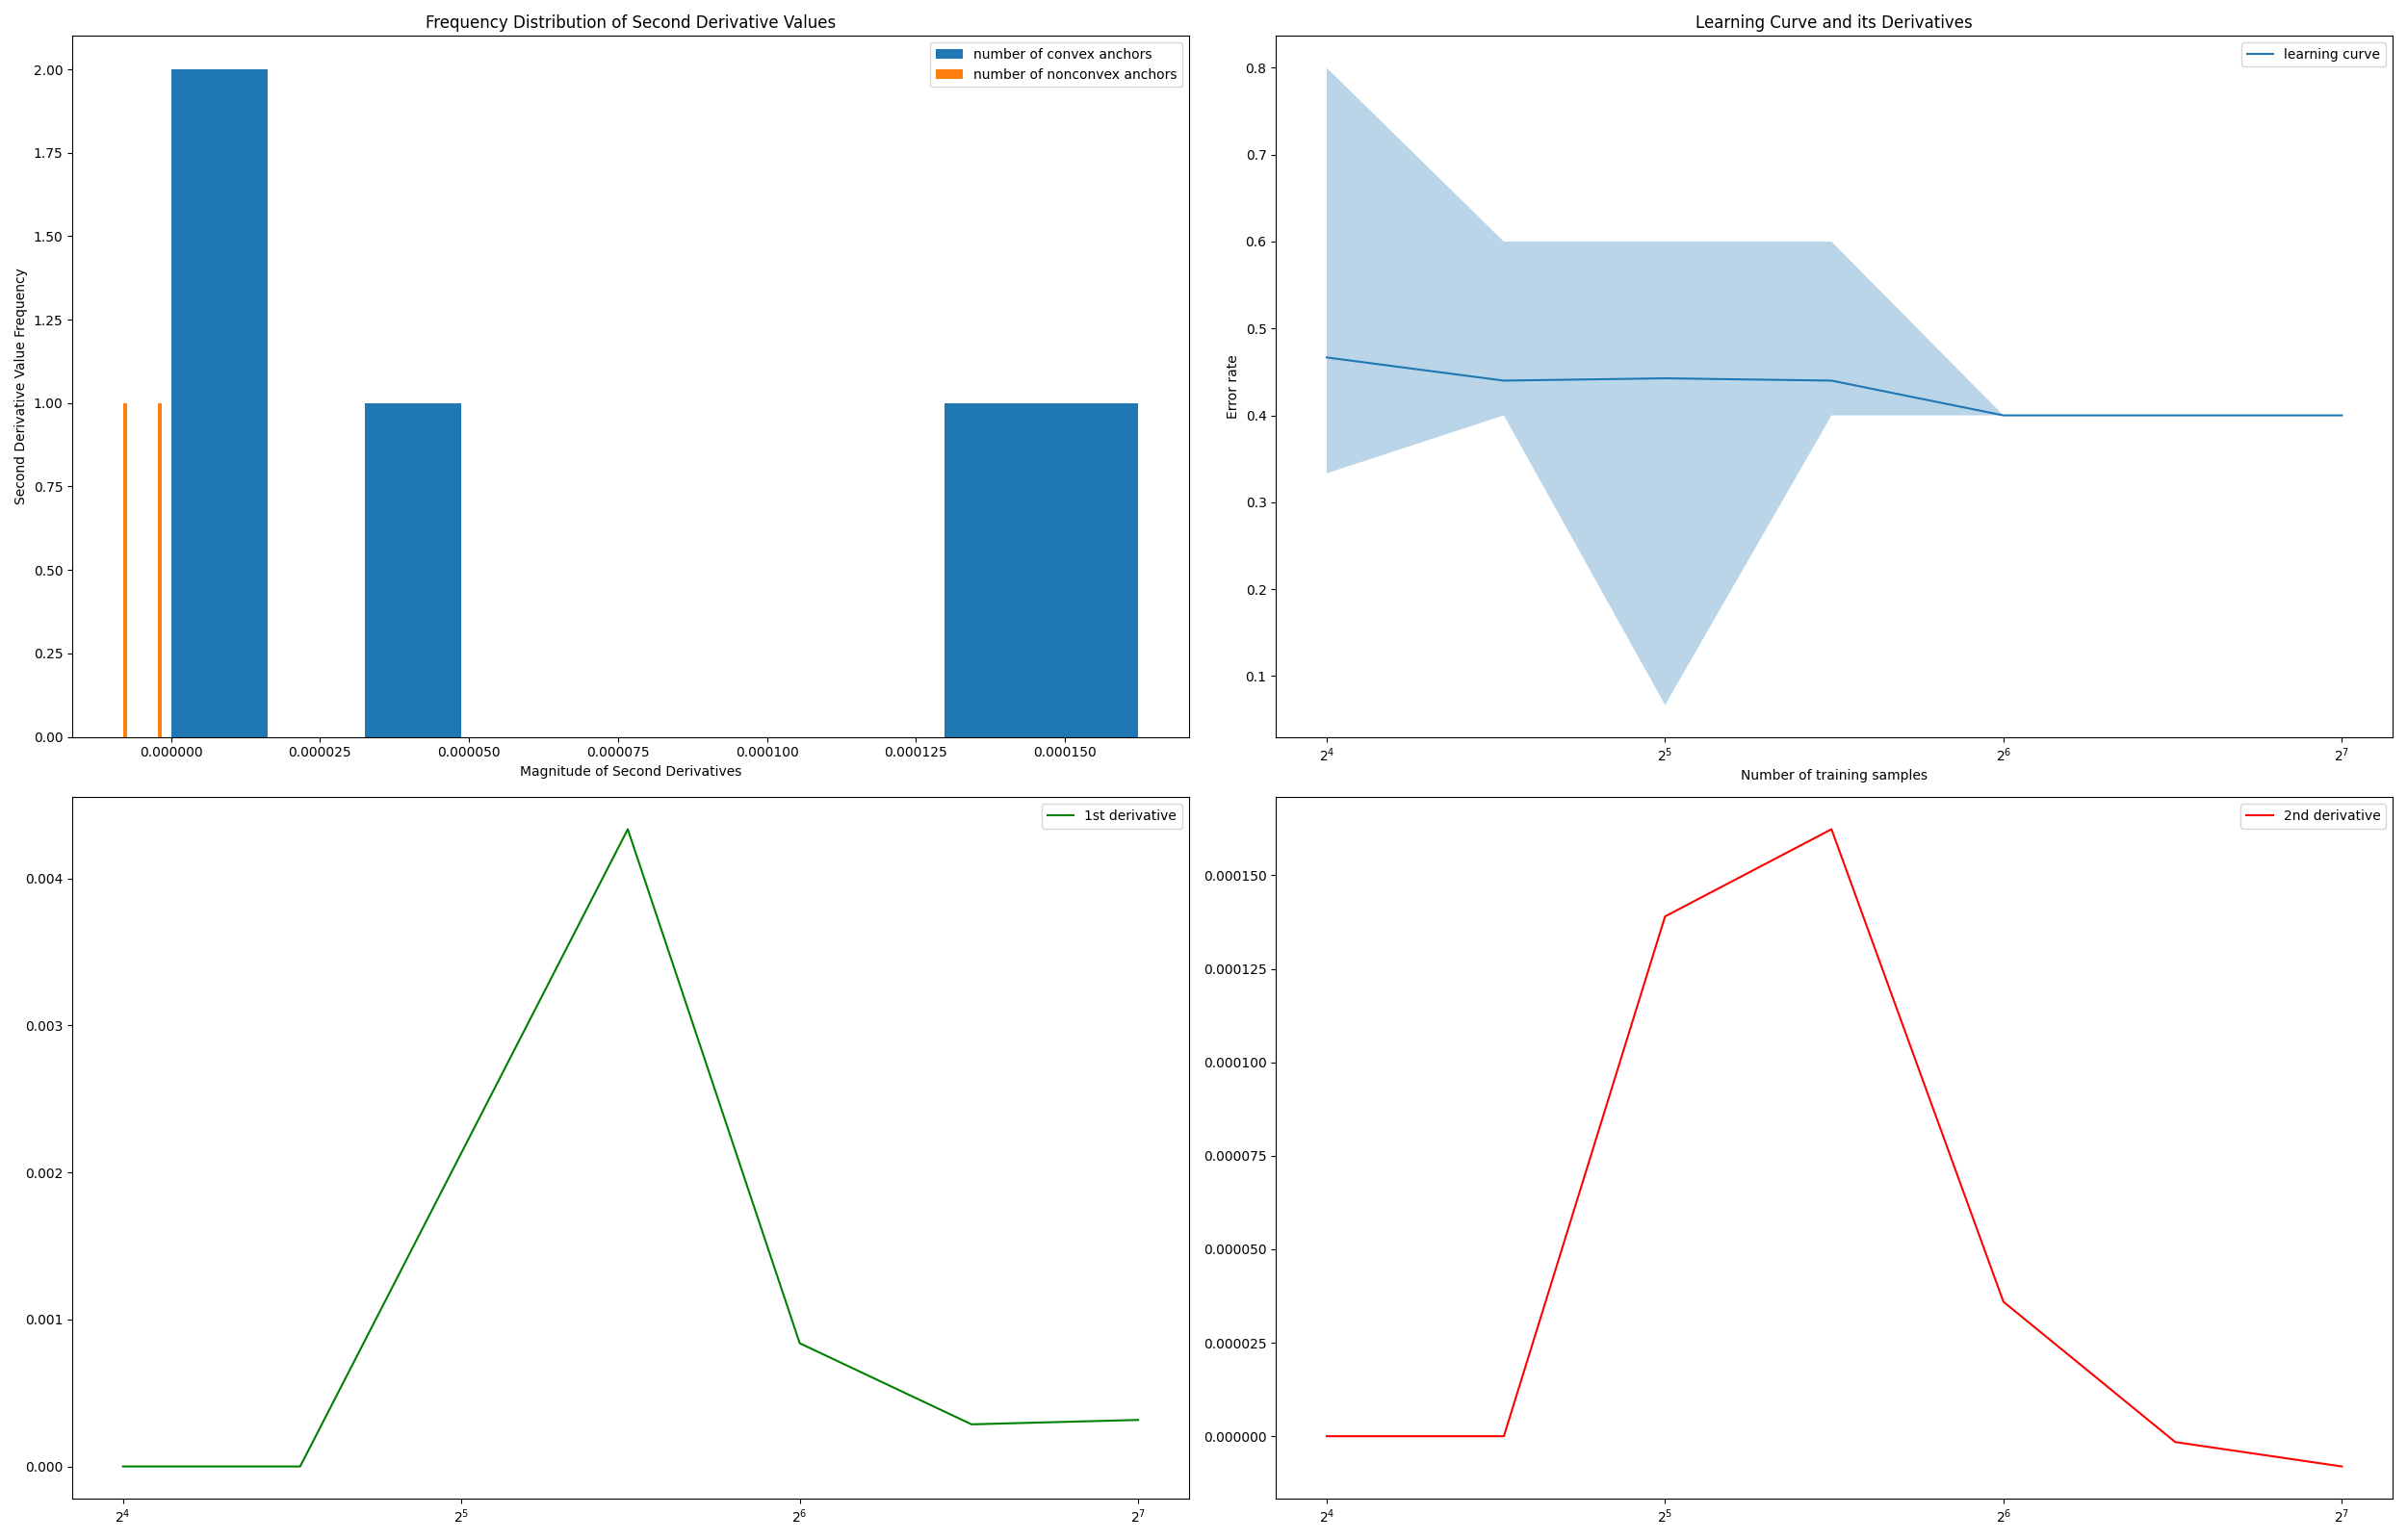 Frequency Distribution of Second Derivative Values
number of convex anchors
number of nonconvex anchors
2.00
1.75
1.50
1.25
1.00
0.75
0.50
0.25
0.00
Second Derivative Value Frequency
0.000000 0.000025 0.000050 0.000075 0.000100 0.000125 0.000150
Magnitude of Second Derivatives
Learning Curve and its Derivatives
learning curve
0.8
0.7
0.6
0.5
0.4
0.3
0.2
0.1
Error rate
2⁴ 2⁵ 2⁶ 2⁷
Number of training samples
1st derivative
0.004
0.003
0.002
0.001
0.000
2⁴ 2⁵ 2⁶ 2⁷
2nd derivative
0.000150
0.000125
0.000100
0.000075
0.000050
0.000025
0.000000
2⁴ 2⁵ 2⁶ 2⁷